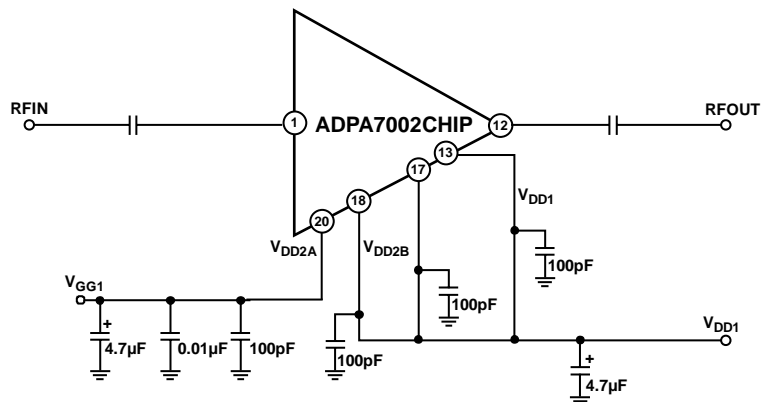 1
RFIN
ADPA7002CHIP
12
RFOUT
13
17
18
20
VDD1
VDD2A
VDD2B
100pF
VGG1
100pF
VDD1
+
4.7µF
0.01µF
100pF
100pF
+
4.7µF